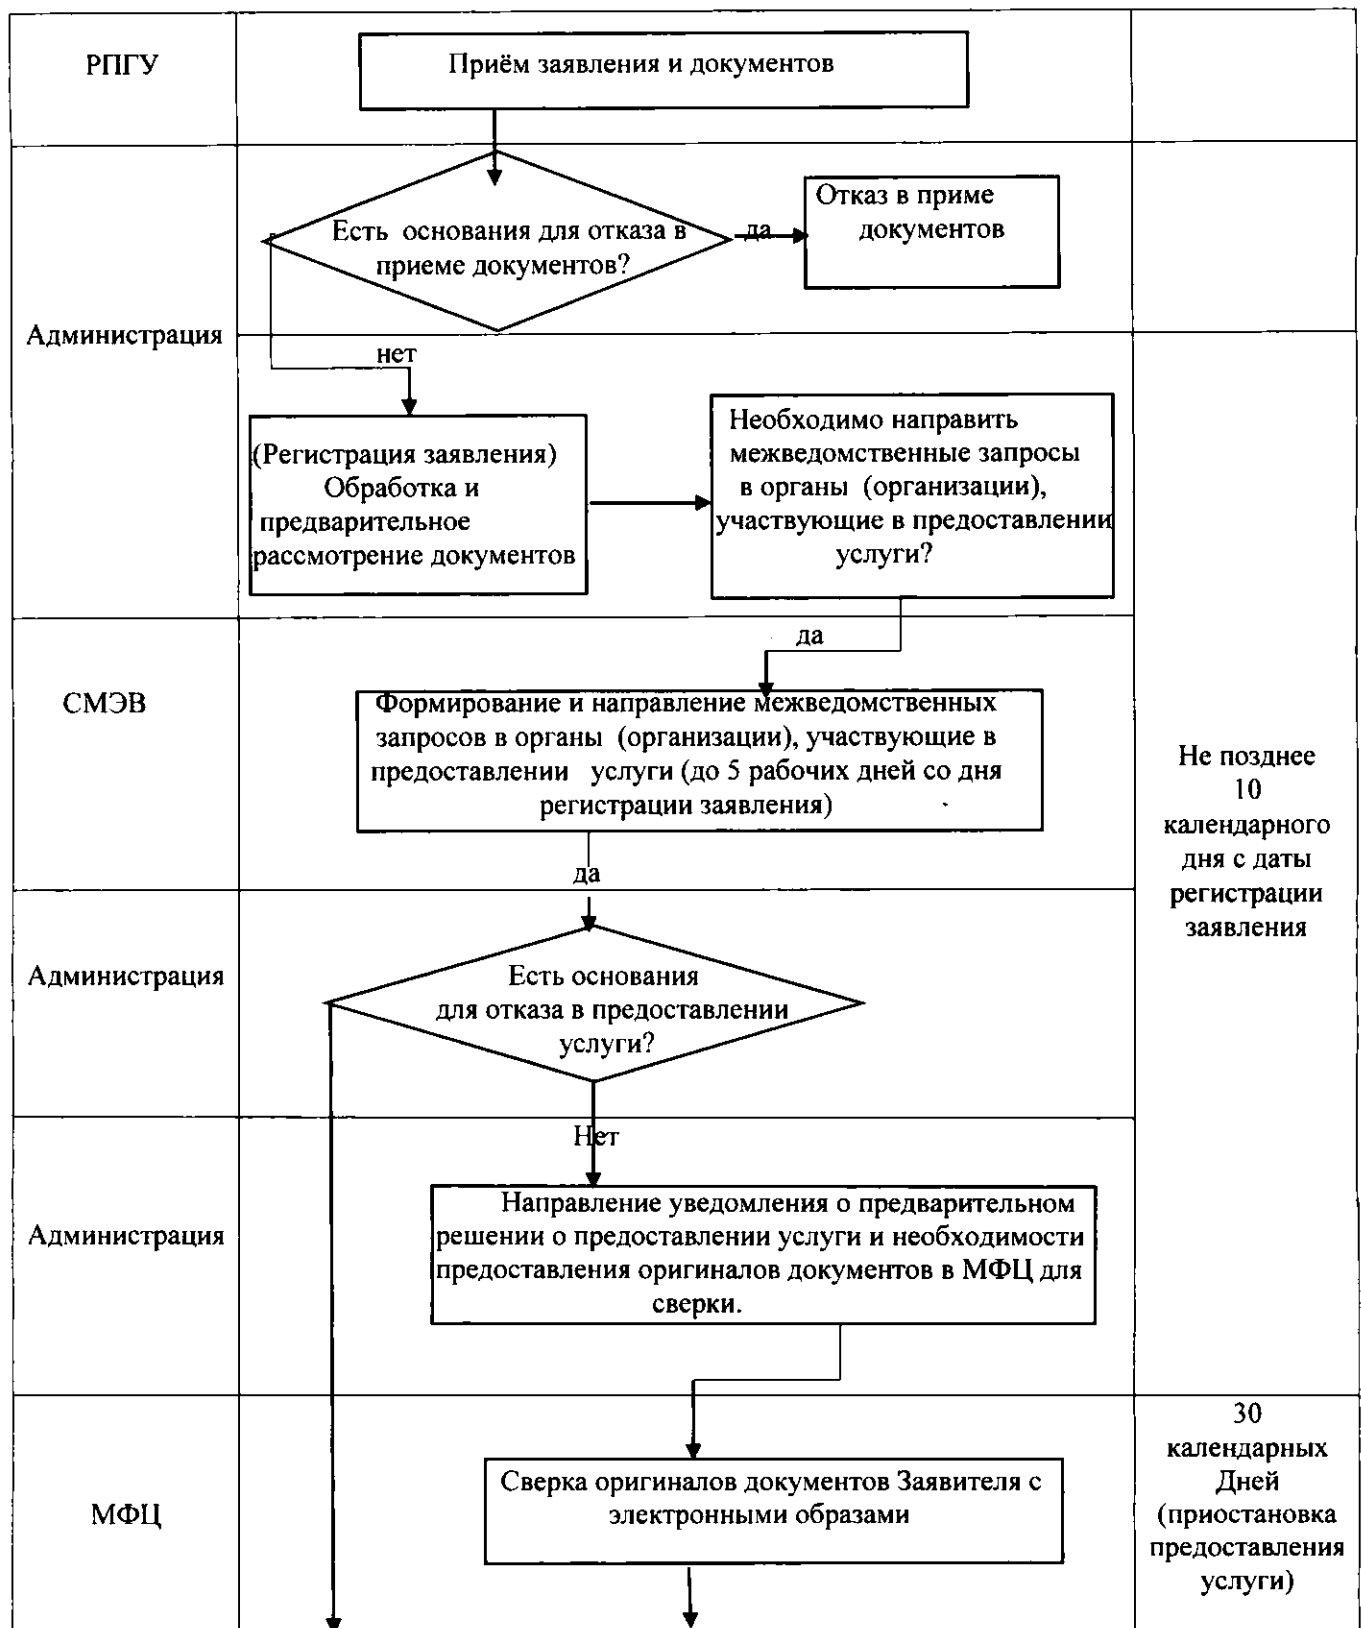 РПГУ
Приём заявления и документов
Есть основания для отказа в
приеме документов?
да
Отказ в приме
документов
Администрация
нет
(Регистрация заявления)
Обработка и
предварительное
рассмотрение документов
Необходимо направить
межведомственные запросы
в органы (организации),
участвующие в предоставлении
услуги?
да
СМЭВ
Формирование и направление межведомственных
запросов в органы (организации), участвующие в
предоставлении услуги (до 5 рабочих дней со дня
регистрации заявления)
да
Не позднее
10
календарного
дня с даты
регистрации
заявления
Администрация
Есть основания
для отказа в предоставлении
услуги?
Нет
Администрация
Направление уведомления о предварительном
решении о предоставлении услуги и необходимости
предоставления оригиналов документов в МФЦ для
сверки.
МФЦ
Сверка оригиналов документов Заявителя с
электронными образами
30
календарных
Дней
(приостановка
предоставления
услуги)